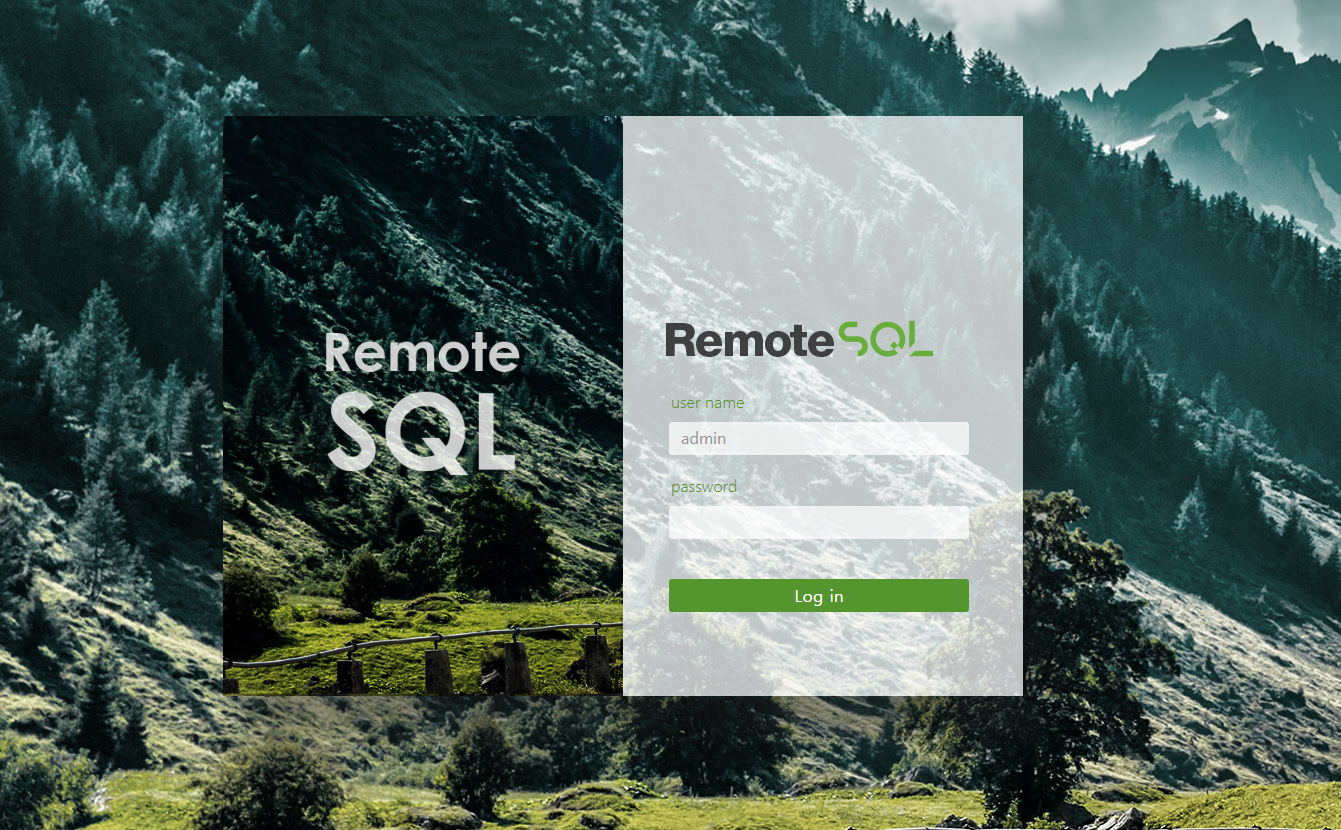 Remote
SQL
RemoteSQL
user name
admin
password
Log in